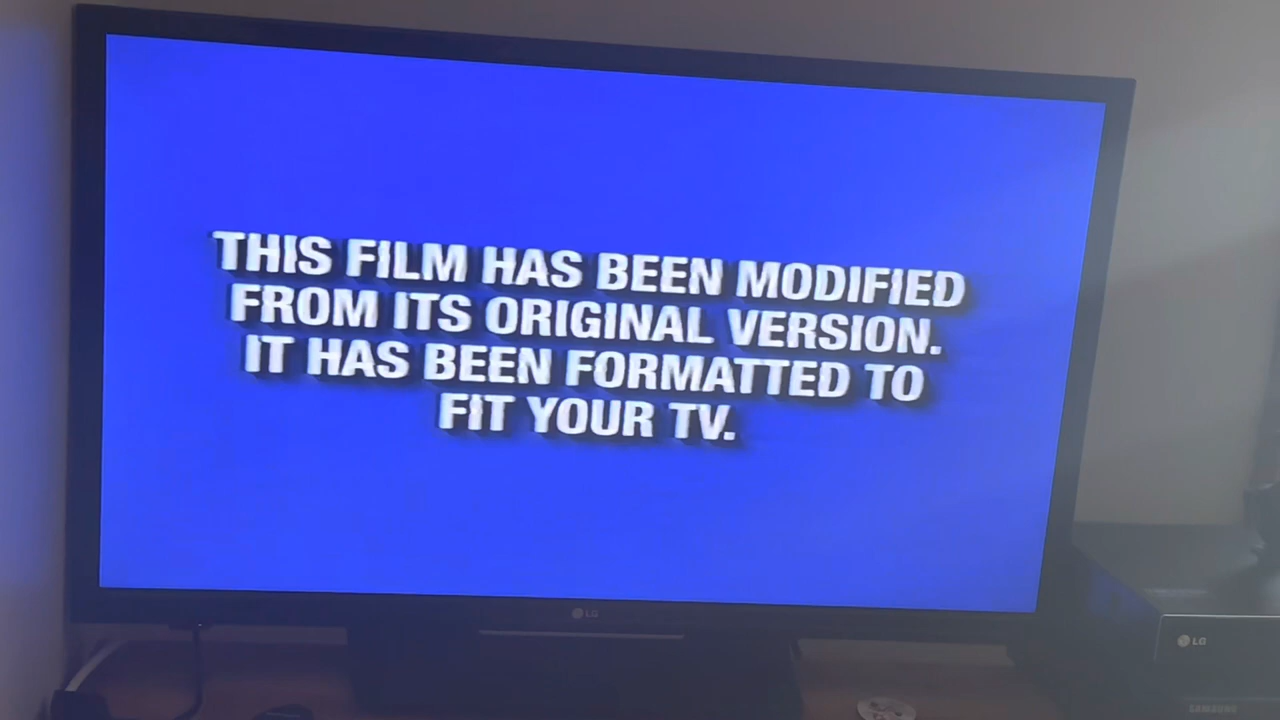 THIS FILM HAS BEEN MODIFIED
FROM ITS ORIGINAL VERSION.
IT HAS BEEN FORMATTED TO
FIT YOUR TV.
LG
LG
SAMSUNG